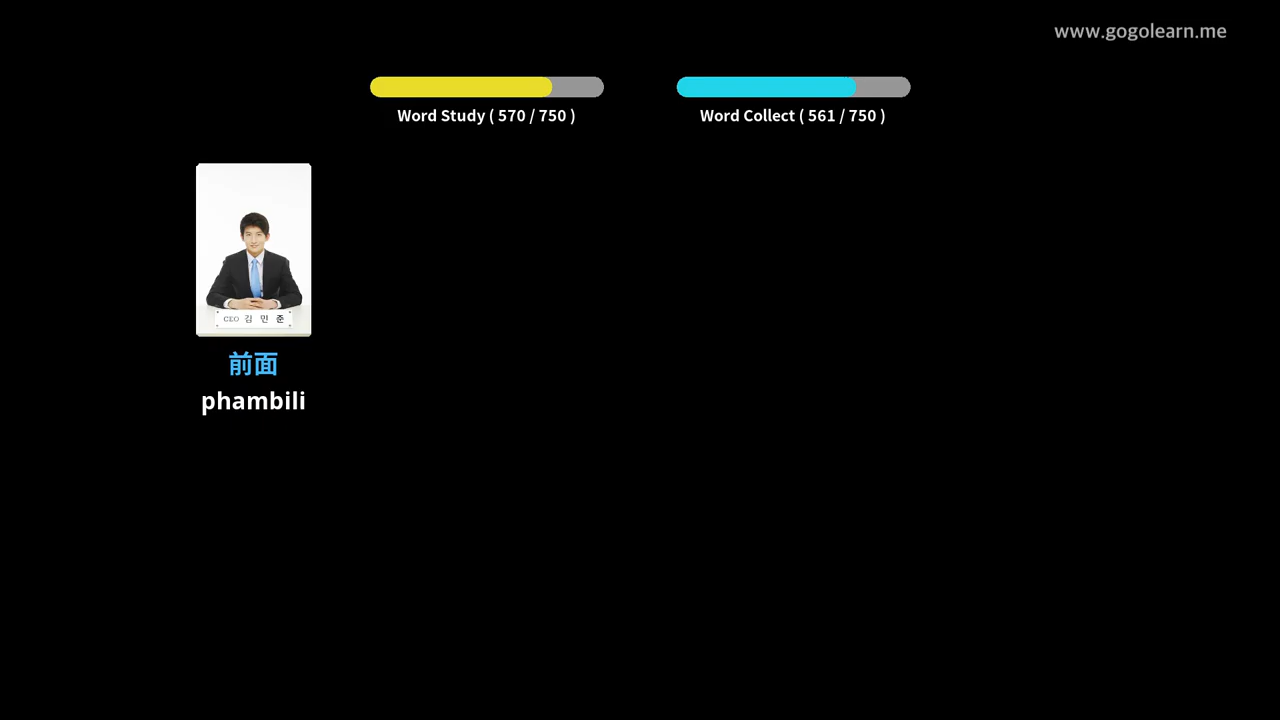 www.gogolearn.me
Word Study ( 570 / 750 )
Word Collect ( 561 / 750 )
CEO 김 민 준
前面
phambili